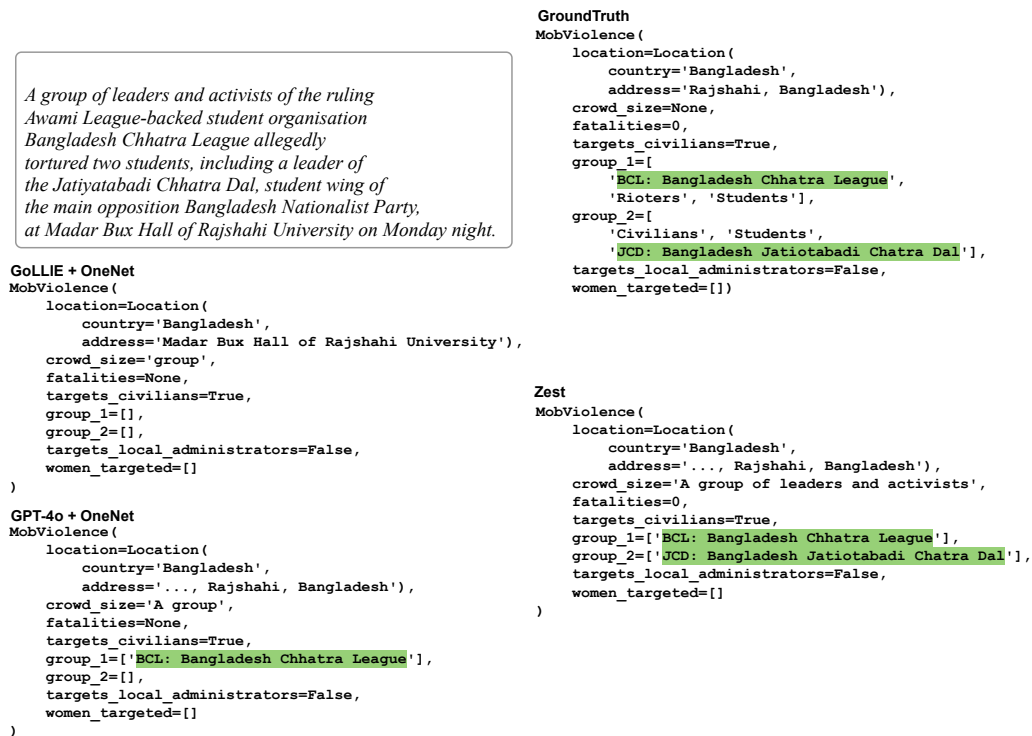 A group of leaders and activists of the ruling
Awami League-backed student organisation
Bangladesh Chhatra League allegedly
tortured two students, including a leader of
the Jatiyatabadi Chhatra Dal, student wing of
the main opposition Bangladesh Nationalist Party,
at Madar Bux Hall of Rajshahi University on Monday night.
GoLLIE + OneNet
MobViolence(
    location=Location(
        country='Bangladesh',
        address='Madar Bux Hall of Rajshahi University'),
    crowd_size='group',
    fatalities=None,
    targets_civilians=True,
    group_1=[],
    group_2=[],
    targets_local_administrators=False,
    women_targeted=[]
)
GPT-4o + OneNet
MobViolence(
    location=Location(
        country='Bangladesh',
        address='..., Rajshahi, Bangladesh'),
    crowd_size='A group',
    fatalities=None,
    targets_civilians=True,
    group_1=['BCL: Bangladesh Chhatra League'],
    group_2=[],
    targets_local_administrators=False,
    women_targeted=[]
)
GroundTruth
MobViolence(
    location=Location(
        country='Bangladesh',
        address='Rajshahi, Bangladesh'),
    crowd_size=None,
    fatalities=0,
    targets_civilians=True,
    group_1=[
        'BCL: Bangladesh Chhatra League',
        'Rioters', 'Students'],
    group_2=[
        'Civilians', 'Students',
        'JCD: Bangladesh Jatiotabadi Chatra Dal'],
    targets_local_administrators=False,
    women_targeted=[])
Zest
MobViolence(
    location=Location(
        country='Bangladesh',
        address='..., Rajshahi, Bangladesh'),
    crowd_size='A group of leaders and activists',
    fatalities=0,
    targets_civilians=True,
    group_1=['BCL: Bangladesh Chhatra League'],
    group_2=['JCD: Bangladesh Jatiotabadi Chatra Dal'],
    targets_local_administrators=False,
    women_targeted=[]
)